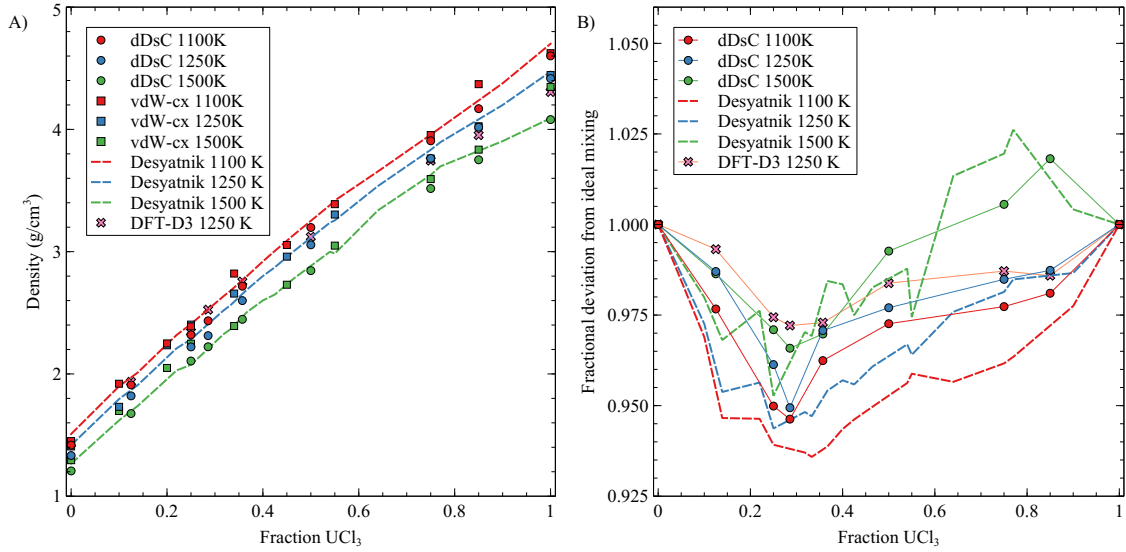 A)
5
4
3
2
1
Density (g/cm³)
dDsC 1100K
dDsC 1250K
dDsC 1500K
vdW-cx 1100K
vdW-cx 1250K
vdW-cx 1500K
Desyatnik 1100 K
Desyatnik 1250 K
Desyatnik 1500 K
DFT-D3 1250 K
0 0.2 0.4 0.6 0.8 1
Fraction UCl₃
B)
1.050
1.025
1.000
0.975
0.950
0.925
Fractional deviation from ideal mixing
dDsC 1100K
dDsC 1250K
dDsC 1500K
Desyatnik 1100 K
Desyatnik 1250 K
Desyatnik 1500 K
DFT-D3 1250 K
0 0.2 0.4 0.6 0.8 1
Fraction UCl₃